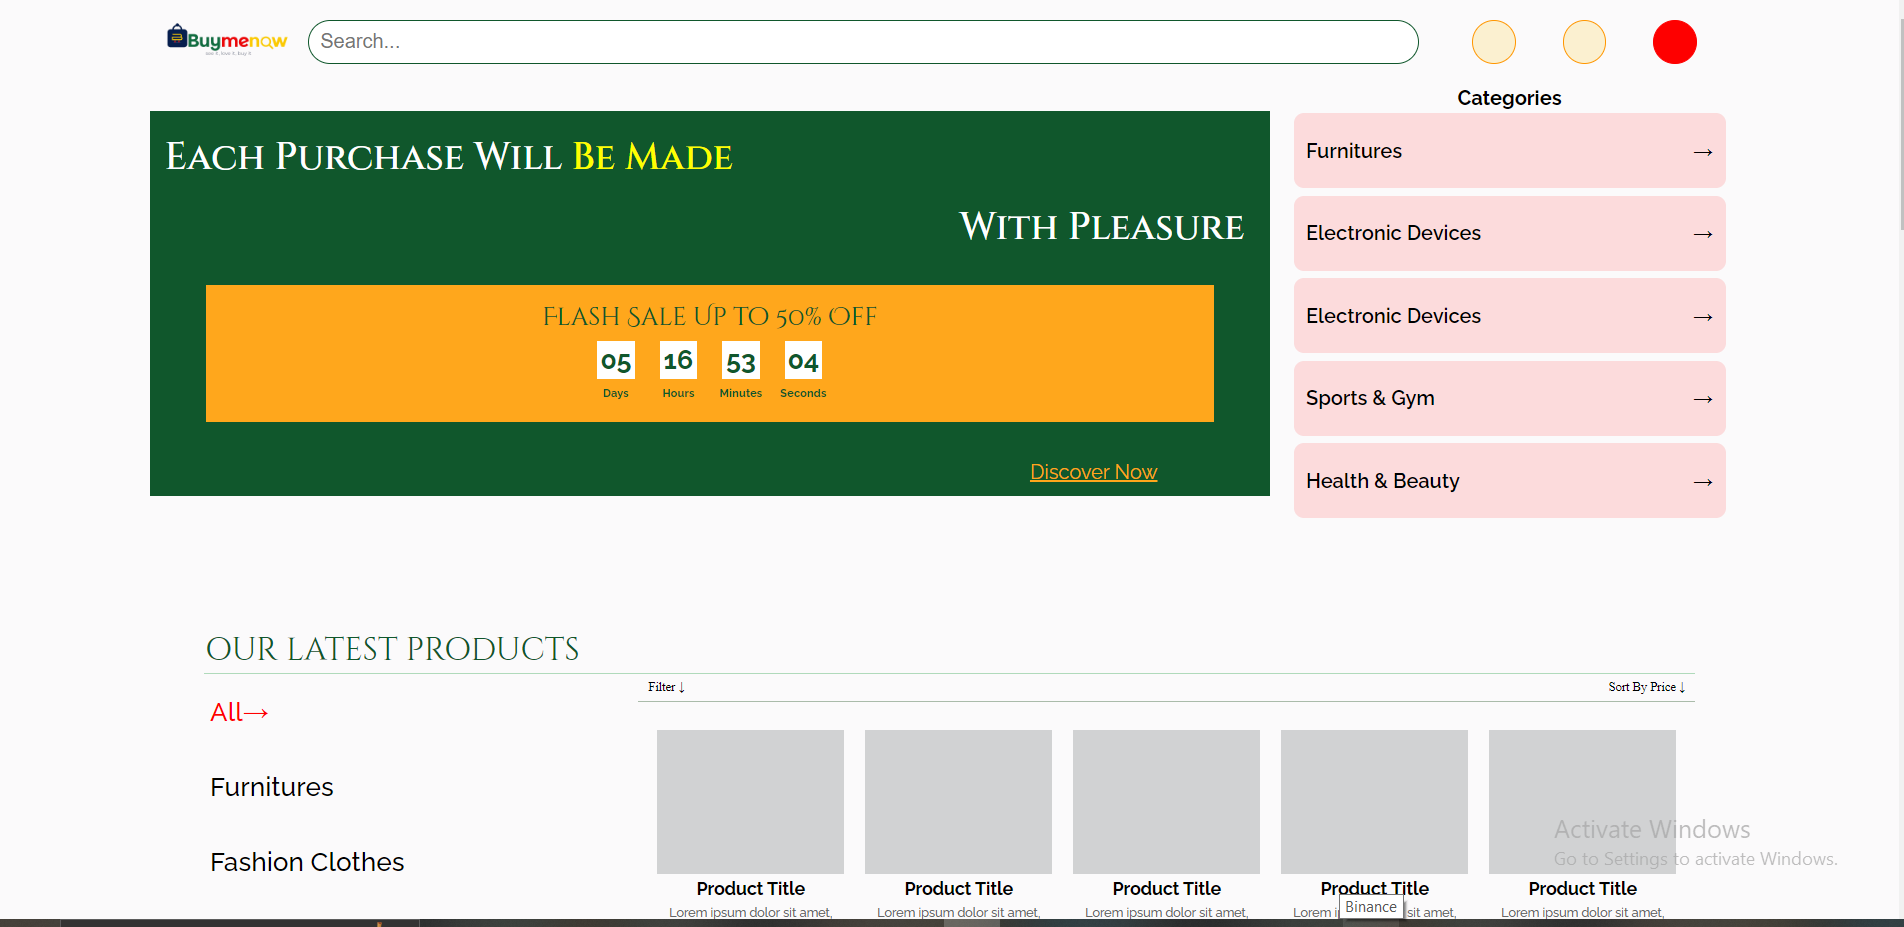 Buymenow
Search...
Categories
Each Purchase Will Be Made
With Pleasure
Flash Sale Up to 50% Off
05 16 53 04
Days Hours Minutes Seconds
Discover Now
Furnitures →
Electronic Devices →
Electronic Devices →
Sports & Gym →
Health & Beauty →
OUR LATEST PRODUCTS
All→
Furnitures
Fashion Clothes
Filter ↓ Sort By Price ↓
Product Title Product Title Product Title Product Title Product Title
Lorem ipsum dolor sit amet, Lorem ipsum dolor sit amet, Lorem ipsum dolor sit amet, Lorem sit amet, Lorem ipsum dolor sit amet,
Binance
Activate Windows
Go to Settings to activate Windows.